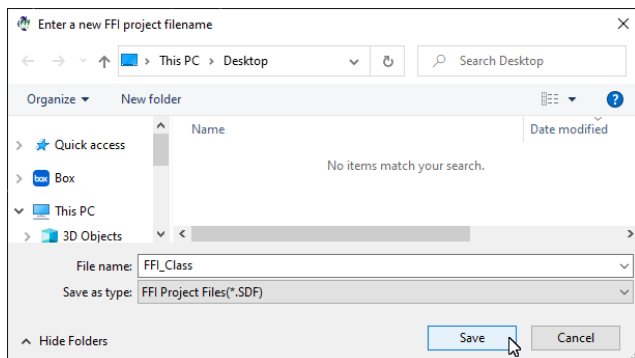 Enter a new FFI project filename
This PC > Desktop
Search Desktop
Organize
New folder
?
Name
Date modified
Quick access
No items match your search.
box Box
This PC
3D Objects
File name: FFI_Class
Save as type: FFI Project Files(*.SDF)
Hide Folders
Save
Cancel